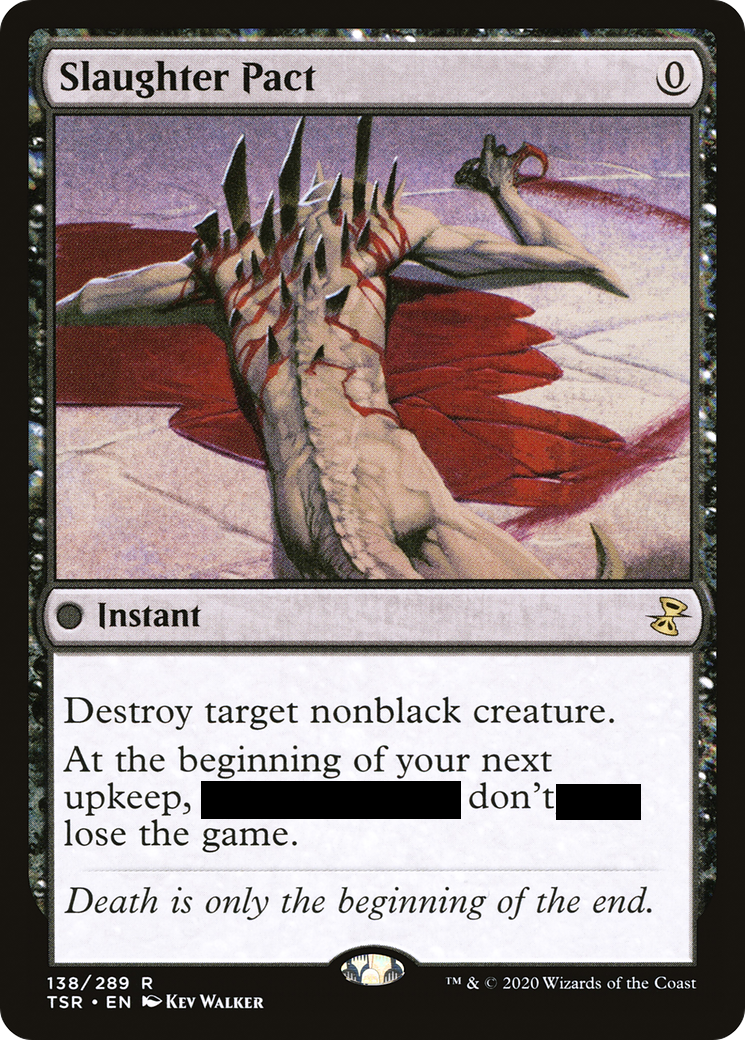 Slaughter Pact 0
Instant
Destroy target nonblack creature.
At the beginning of your next
upkeep, don't
lose the game.
Death is only the beginning of the end.
138/289 R
TSR • EN Kev Walker
™ & © 2020 Wizards of the Coast